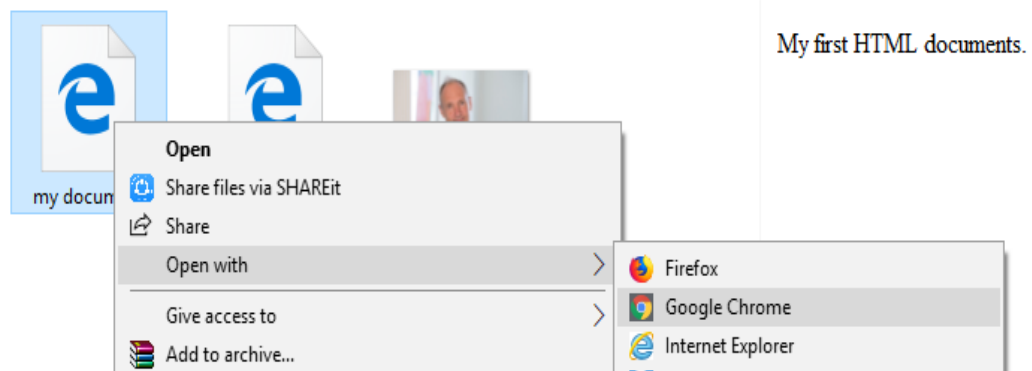 My first HTML documents.
my docum
Open
Share files via SHAREit
Share
Open with
Give access to
Add to archive...
Firefox
Google Chrome
Internet Explorer